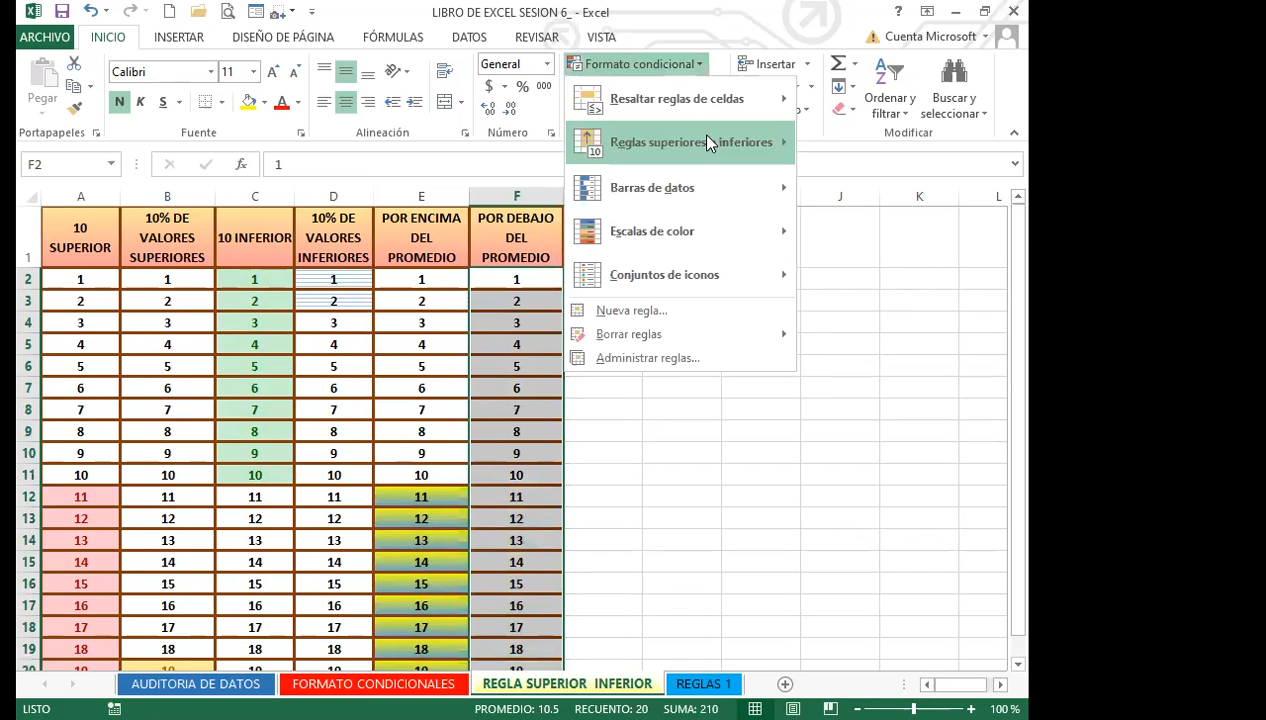 LIBRO DE EXCEL SESION 6_ - Excel
?
ARCHIVO INICIO INSERTAR DISEÑO DE PÁGINA FÓRMULAS DATOS REVISAR VISTA Cuenta Microsoft
Pegar
Calibri 11 A A
N K S A
General
$ % 000
Formato condicional
Insertar
Ordenar y filtrar
Buscar y seleccionar
Portapapeles Fuente Alineación Número Modificar
Resaltar reglas de celdas
Reglas superiores inferiores
Barras de datos
Escalas de color
Conjuntos de iconos
Nueva regla...
Borrar reglas
Administrar reglas...
F2 fx 1
A B C D E F J K L
1 10 SUPERIOR 10% DE VALORES SUPERIORES 10 INFERIOR 10% DE VALORES INFERIORES POR ENCIMA DEL PROMEDIO POR DEBAJO DEL PROMEDIO
2 1 1 1 1 1 1
3 2 2 2 2 2 2
4 3 3 3 3 3 3
5 4 4 4 4 4 4
6 5 5 5 5 5 5
7 6 6 6 6 6 6
8 7 7 7 7 7 7
9 8 8 8 8 8 8
10 9 9 9 9 9 9
11 10 10 10 10 10 10
12 11 11 11 11 11 11
13 12 12 12 12 12 12
14 13 13 13 13 13 13
15 14 14 14 14 14 14
16 15 15 15 15 15 15
17 16 16 16 16 16 16
18 17 17 17 17 17 17
19 18 18 18 18 18 18
20 19 19 19 19 19 19
AUDITORIA DE DATOS FORMATO CONDICIONALES REGLA SUPERIOR INFERIOR REGLAS 1
LISTO PROMEDIO: 10.5 RECUENTO: 20 SUMA: 210 100 %